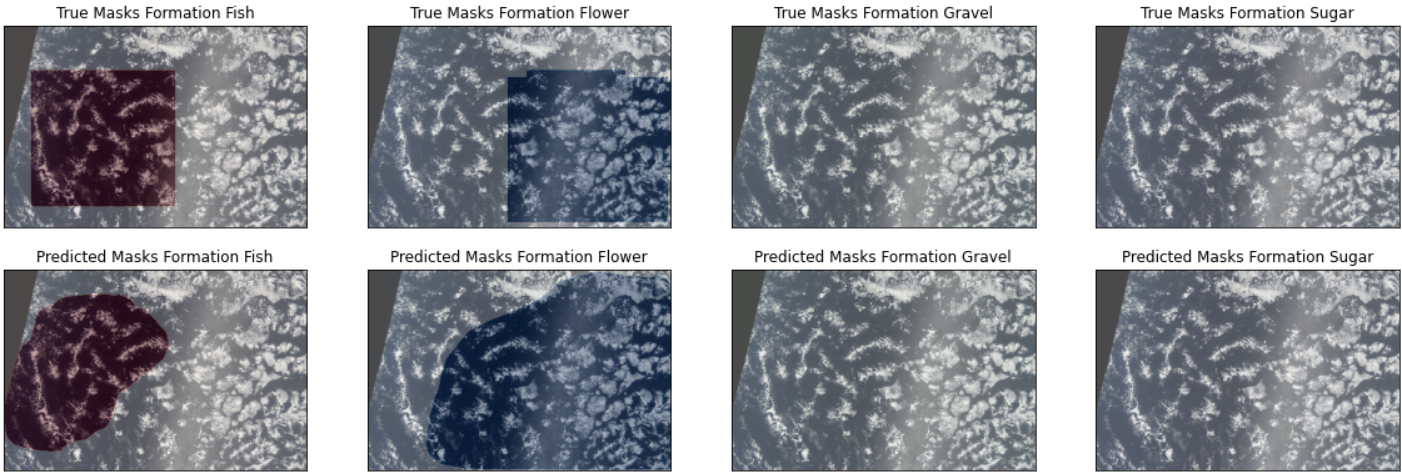 True Masks Formation Fish
True Masks Formation Flower
True Masks Formation Gravel
True Masks Formation Sugar
Predicted Masks Formation Fish
Predicted Masks Formation Flower
Predicted Masks Formation Gravel
Predicted Masks Formation Sugar